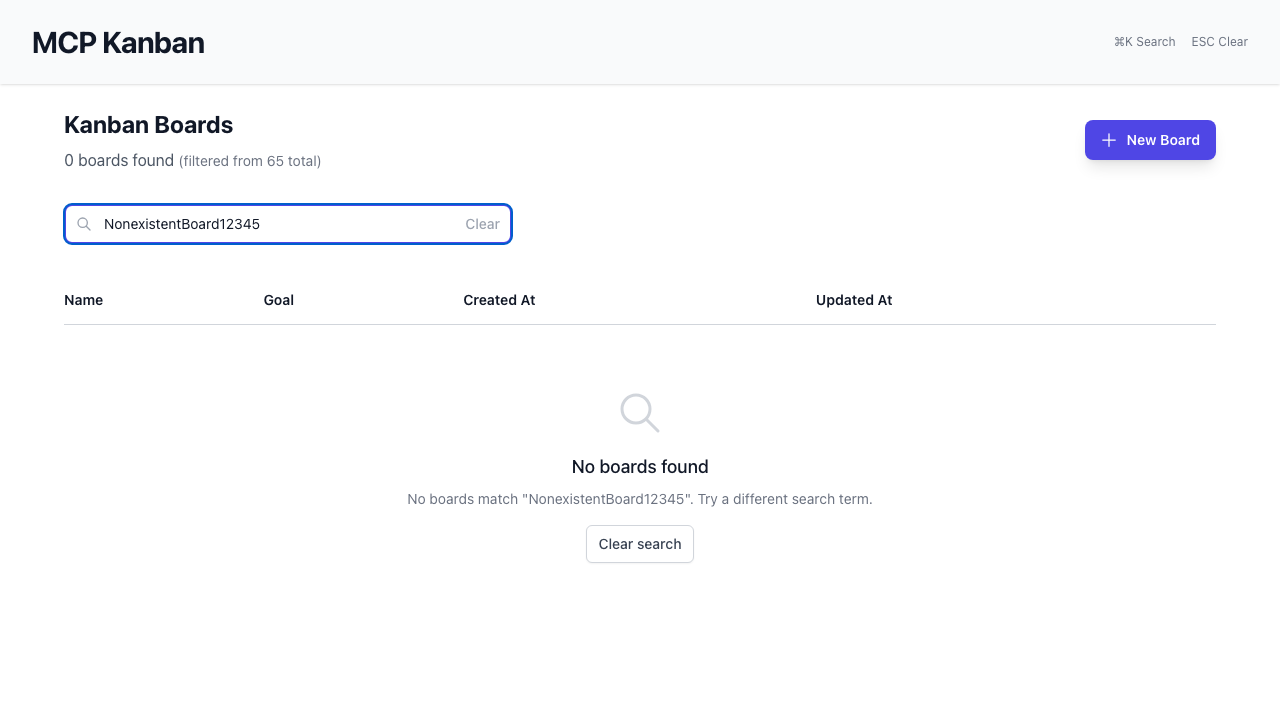 MCP Kanban
⌘K Search ESC Clear
Kanban Boards
0 boards found (filtered from 65 total)
New Board
NonexistentBoard12345 Clear
Name Goal Created At Updated At
No boards found
No boards match "NonexistentBoard12345". Try a different search term.
Clear search